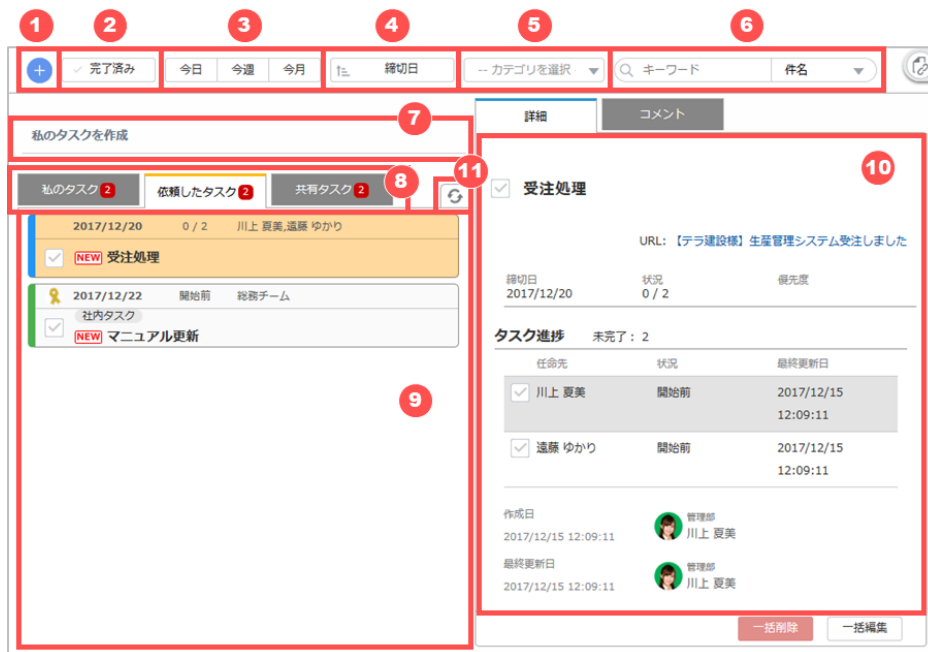 1 2 3 4 5 6
完了済み 今日 今週 今月 締切日 -- カテゴリを選択 キーワード 件名
7
私のタスクを作成
詳細 コメント
8 11 10
私のタスク 2 依頼したタスク 2 共有タスク 2
受注処理
2017/12/20 0 / 2 川上 夏美,遠藤 ゆかり
NEW 受注処理
URL: 【テラ建設様】生産管理システム受注しました
2017/12/22 開始前 総務チーム
社内タスク
NEW マニュアル更新
9
締切日 状況 優先度
2017/12/20 0 / 2
タスク進捗 未完了： 2
任命先 状況 最終更新日
川上 夏美 開始前 2017/12/15
12:09:11
遠藤 ゆかり 開始前 2017/12/15
12:09:11
作成日
2017/12/15 12:09:11
管理部
川上 夏美
最終更新日
2017/12/15 12:09:11
管理部
川上 夏美
一括削除 一括編集